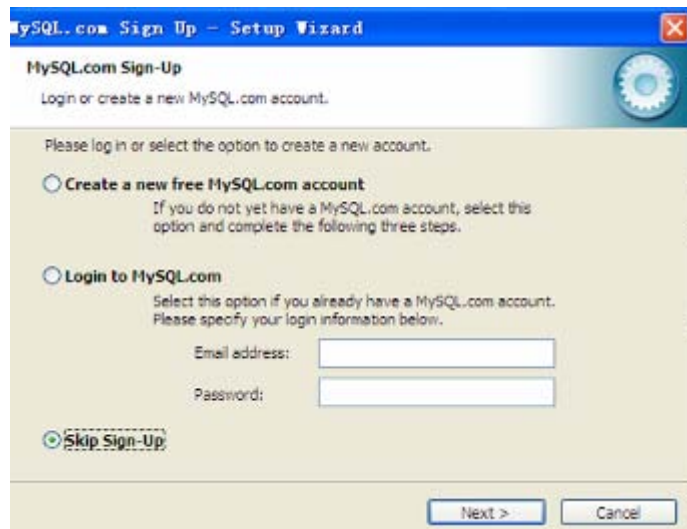 MySQL.com Sign Up - Setup Wizard
MySQL.com Sign-Up
Login or create a new MySQL.com account.
Please log in or select the option to create a new account.
Create a new free MySQL.com account
If you do not yet have a MySQL.com account, select this
option and complete the following three steps.
Login to MySQL.com
Select this option if you already have a MySQL.com account.
Please specify your login information below.
Email address:
Password:
Skip Sign-Up
Next >
Cancel